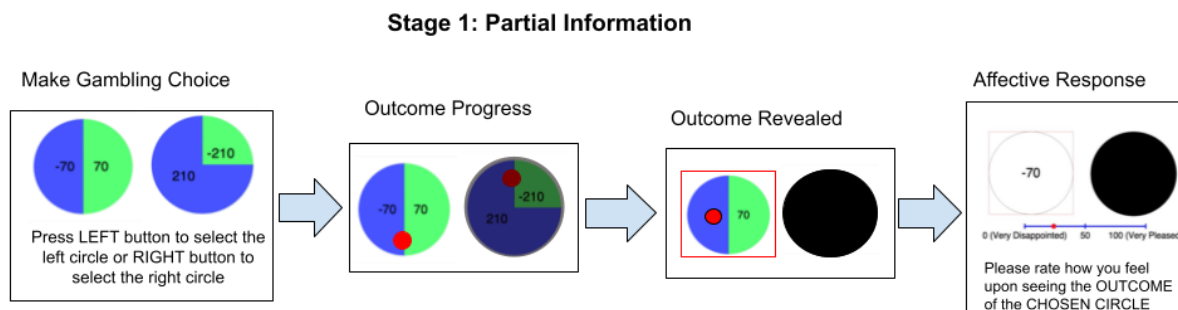 Stage 1: Partial Information
Make Gambling Choice
-70 70
-210
210
Press LEFT button to select the
left circle or RIGHT button to
select the right circle
Outcome Progress
-70 70
-210
210
Outcome Revealed
70
Affective Response
-70
0 (Very Disappointed) 50 100 (Very Pleased
Please rate how you feel
upon seeing the OUTCOME
of the CHOSEN CIRCLE